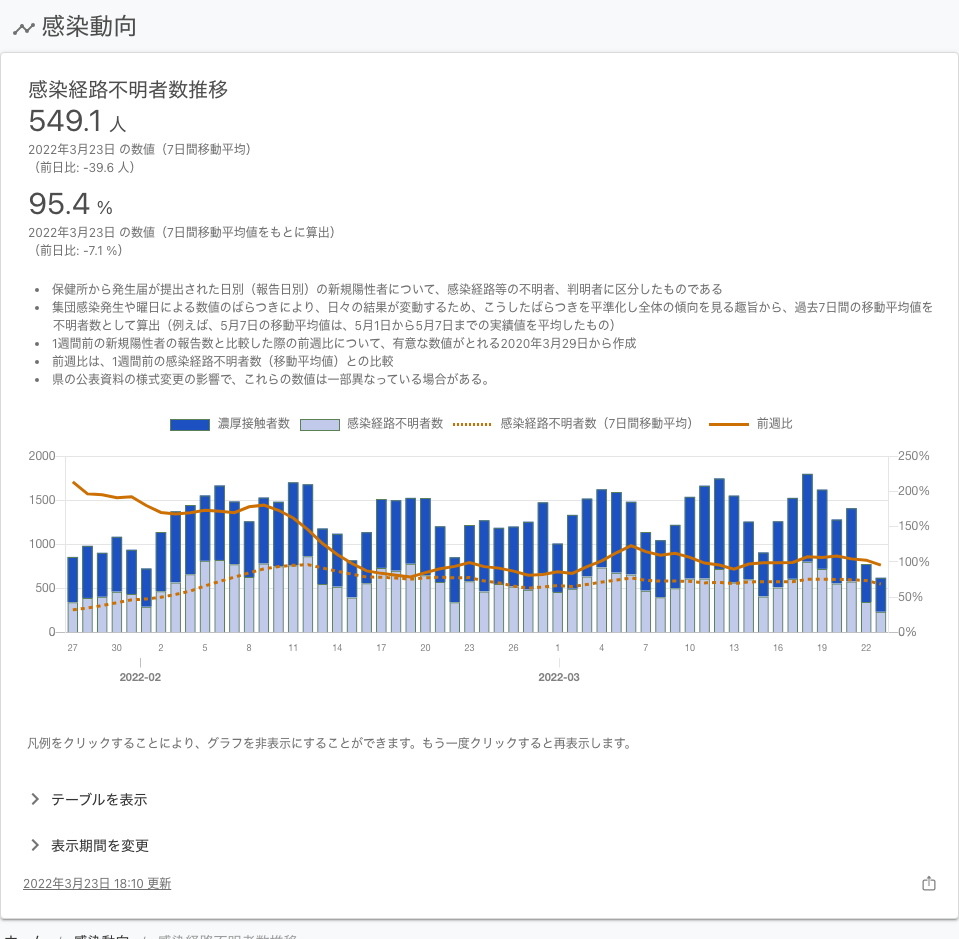 感染動向
感染経路不明者数推移
549.1 人
2022年3月23日 の数値（7日間移動平均）
（前日比: -39.6 人）
95.4 %
2022年3月23日 の数値（7日間移動平均値をもとに算出）
（前日比: -7.1 %）
• 保健所から発生届が提出された日別（報告日別）の新規陽性者について、感染経路等の不明者、判明者に区分したものである
• 集団感染発生や曜日による数値のばらつきにより、日々の結果が変動するため、こうしたばらつきを平準化し全体の傾向を見る趣旨から、過去7日間の移動平均値を
不明者数として算出（例えば、5月7日の移動平均値は、5月1日から5月7日までの実績値を平均したもの）
• 1週間前の新規陽性者の報告数と比較した際の前週比について、有意な数値がとれる2020年3月29日から作成
• 前週比は、1週間前の感染経路不明者数（移動平均値）との比較
• 県の公表資料の様式変更の影響で、これらの数値は一部異なっている場合がある。
濃厚接触者数 感染経路不明者数 感染経路不明者数（7日間移動平均） 前週比
2000 250%
200%
1500
150%
1000
100%
500
50%
0 0%
27 30 2 5 8 11 14 17 20 23 26 1 4 7 10 13 16 19 22
2022-02 2022-03
凡例をクリックすることにより、グラフを非表示にすることができます。もう一度クリックすると再表示します。
テーブルを表示
表示期間を変更
2022年3月23日 18:10 更新
ホーム / 感染動向 / 感染経路不明者数推移